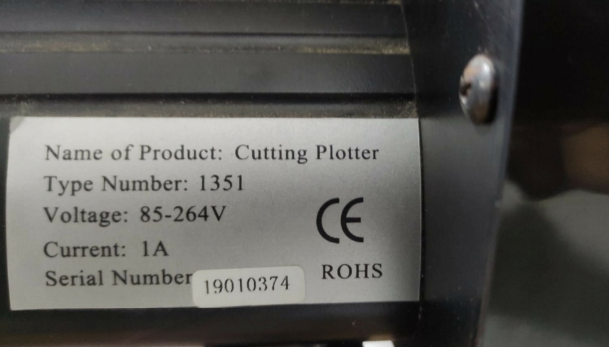 Name of Product: Cutting Plotter
Type Number: 1351
Voltage: 85-264V
CE
Current: 1A
Serial Number 19010374
ROHS